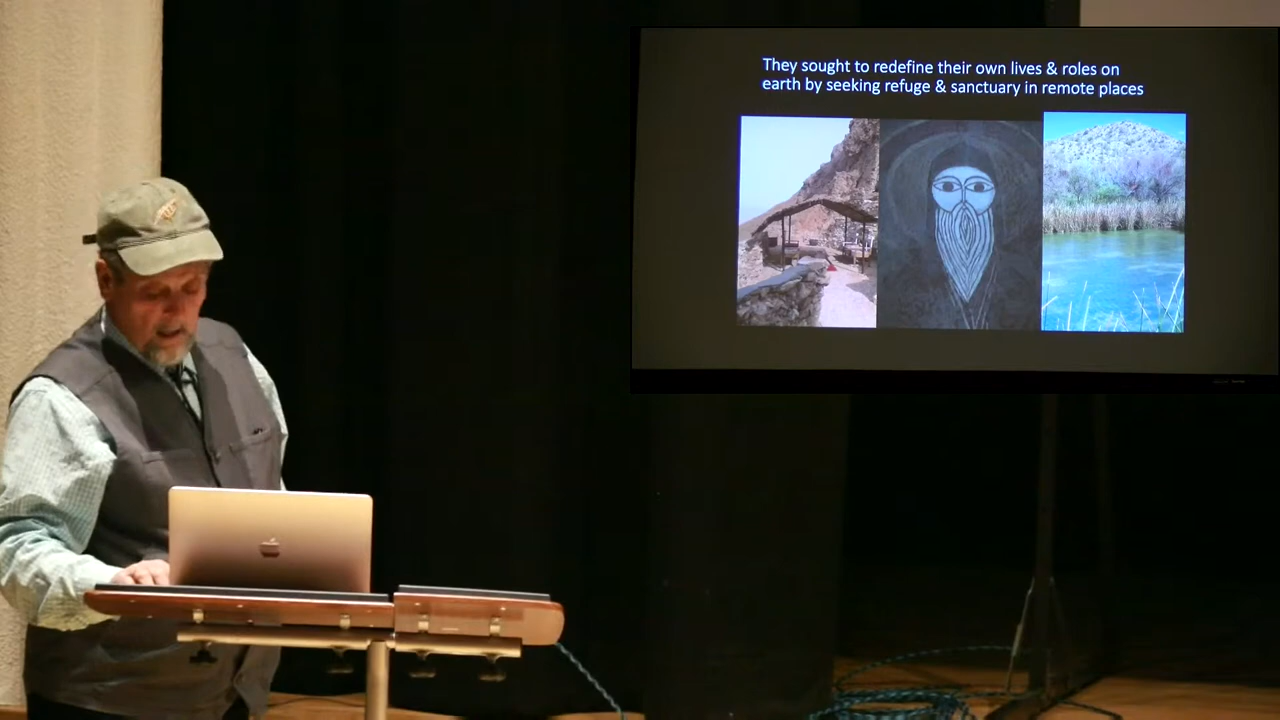 They sought to redefine their own lives & roles on
earth by seeking refuge & sanctuary in remote places